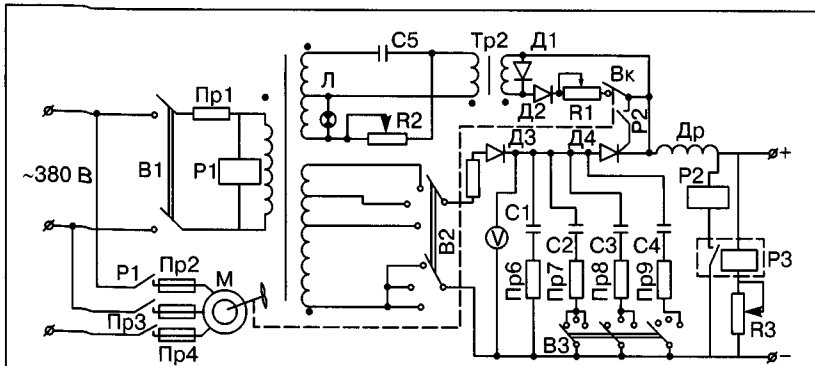 С5
Тр2
Д1
Л
Вк
Пр1
R2
Д2
R1
Р2
Д3
Д4
Др
+
~380 В
В1
Р1
Р2
С1
V
В2
С2
С3
С4
Р3
Р1
Пр2
М
Пр6
Пр7
Пр8
Пр9
Пр3
R3
Пр4
В3
−